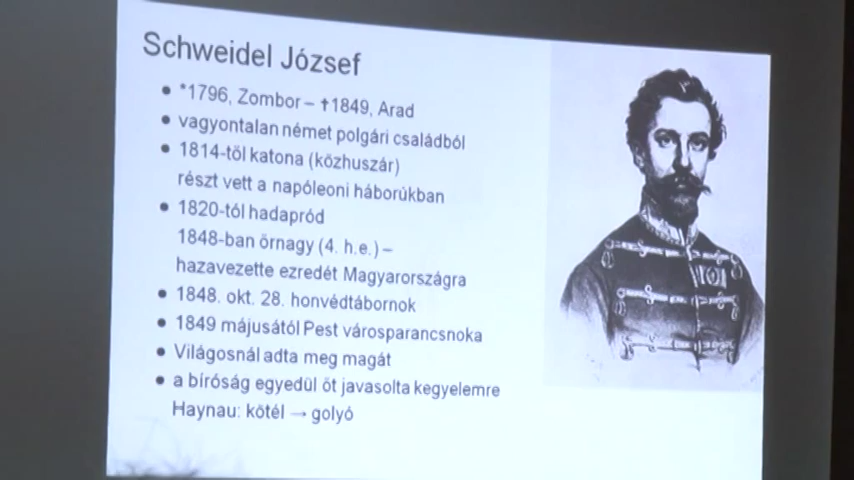 Schweidel József
• *1796, Zombor – †1849, Arad
• vagyontalan német polgári családból
• 1814-től katona (közhuszár)
részt vett a napóleoni háborúkban
• 1820-tól hadapród
1848-ban őrnagy (4. h.e.) –
hazavezette ezredét Magyarországra
• 1848. okt. 28. honvédtábornok
• 1849 májusától Pest városparancsnoka
• Világosnál adta meg magát
• a bíróság egyedül őt javasolta kegyelemre
Haynau: kötél → golyó